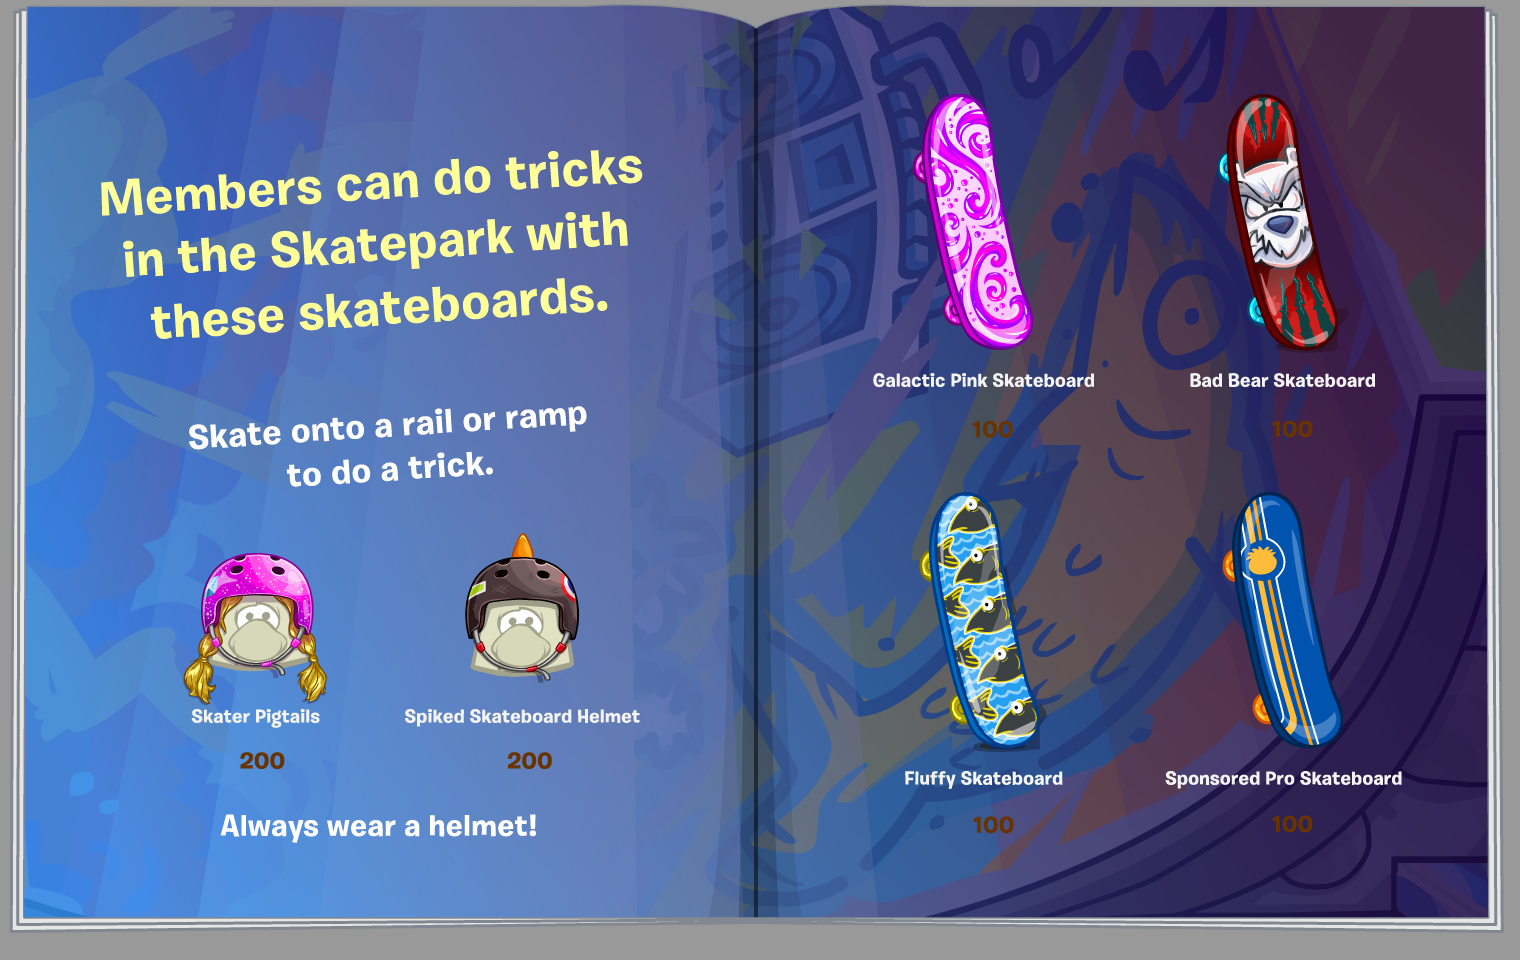 Members can do tricks
in the Skatepark with
these skateboards.
Skate onto a rail or ramp
to do a trick.
Skater Pigtails
200
Spiked Skateboard Helmet
200
Always wear a helmet!
Galactic Pink Skateboard
100
Bad Bear Skateboard
100
Fluffy Skateboard
100
Sponsored Pro Skateboard
100